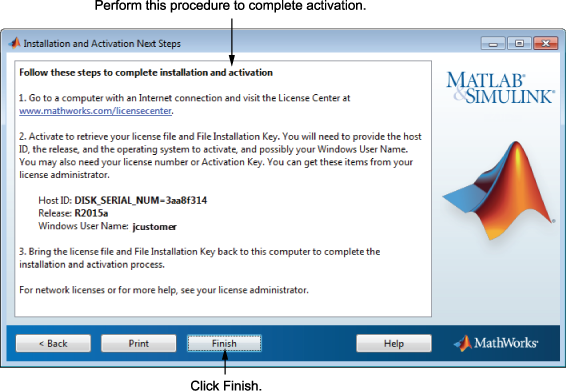 Perform this procedure to complete activation.
Installation and Activation Next Steps
Follow these steps to complete installation and activation
1. Go to a computer with an Internet connection and visit the License Center at
www.mathworks.com/licensecenter.
2. Activate to retrieve your license file and File Installation Key. You will need to provide the host
ID, the release, and the operating system to activate, and possibly your Windows User Name.
You may also need your license number or Activation Key. You can get these items from your
license administrator.
Host ID: DISK_SERIAL_NUM=3aa8f314
Release: R2015a
Windows User Name: jcustomer
3. Bring the license file and File Installation Key back to this computer to complete the
installation and activation process.
For network licenses or for more help, see your license administrator.
MATLAB®
&SIMULINK®
< Back
Print
Finish
Help
MathWorks®
Click Finish.